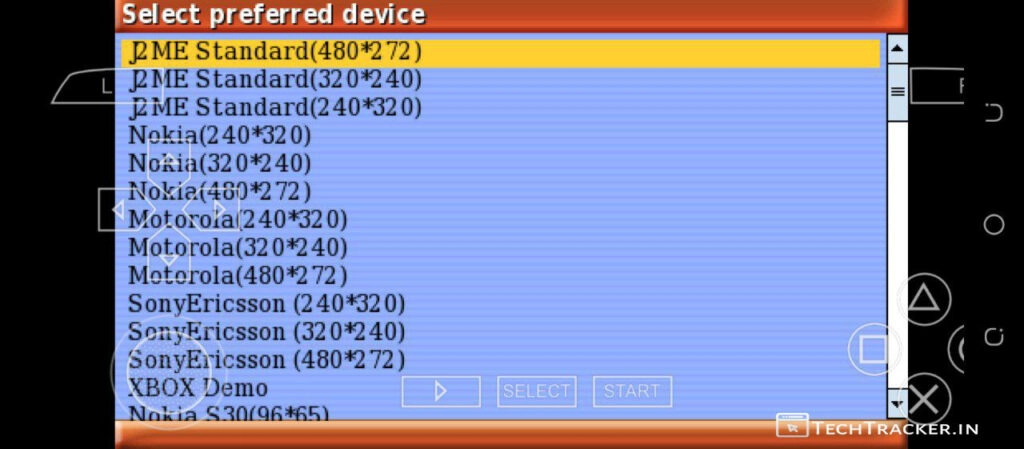 Select preferred device
J2ME Standard(480*272)
J2ME Standard(320*240)
L
J2ME Standard(240*320)
Nokia(240*320)
Nokia(320*240)
Nokia(480*272)
Motorola(240*320)
Motorola(320*240)
Motorola(480*272)
SonyEricsson (240*320)
SonyEricsson (320*240)
SonyEricsson (480*272)
XBOX Demo
SELECT
START
Nokia S30(96*65)
TECHTRACKER.IN